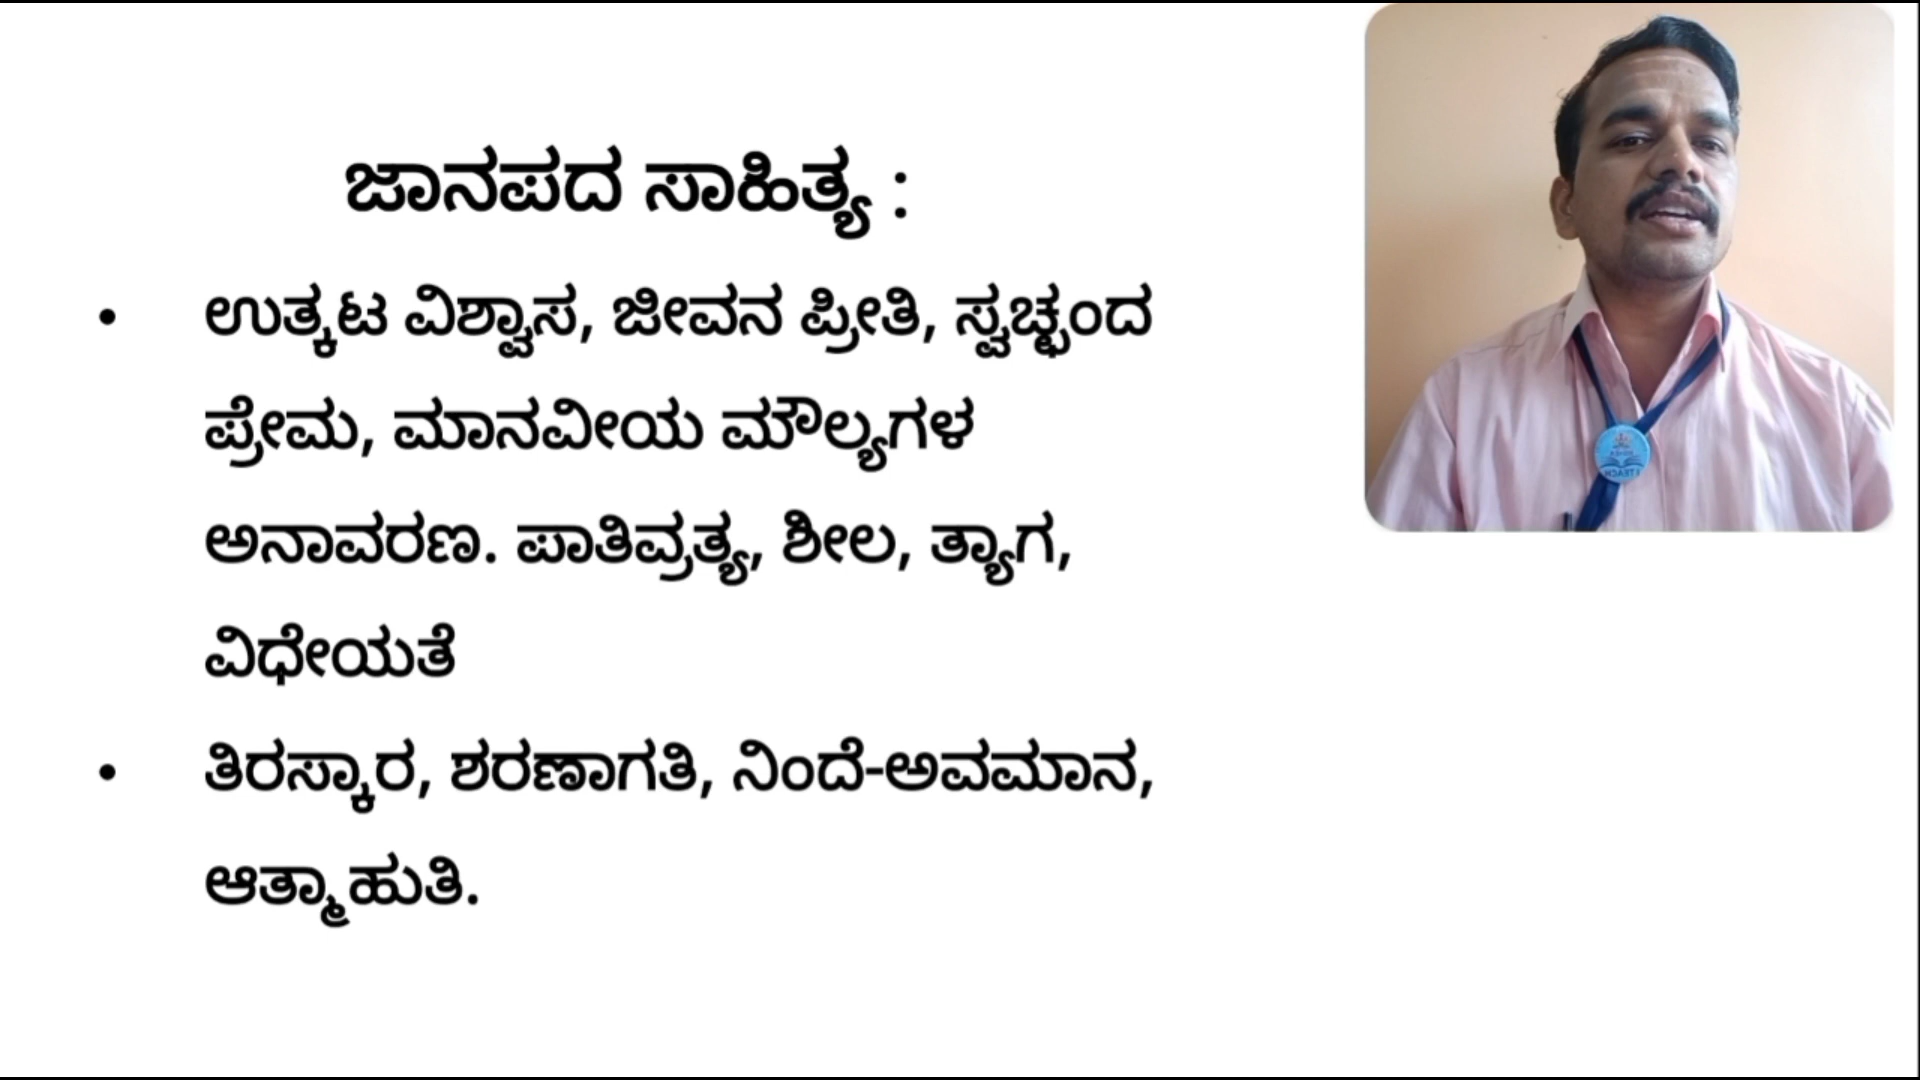 ಜಾನಪದ ಸಾಹಿತ್ಯ :
• ಉತ್ಕಟ ವಿಶ್ವಾಸ, ಜೀವನ ಪ್ರೀತಿ, ಸ್ವಚ್ಛಂದ
ಪ್ರೇಮ, ಮಾನವೀಯ ಮೌಲ್ಯಗಳ
ಅನಾವರಣ. ಪಾತಿವ್ರತ್ಯ, ಶೀಲ, ತ್ಯಾಗ,
ವಿಧೇಯತೆ
• ತಿರಸ್ಕಾರ, ಶರಣಾಗತಿ, ನಿಂದೆ-ಅವಮಾನ,
ಆತ್ಮಾಹುತಿ.